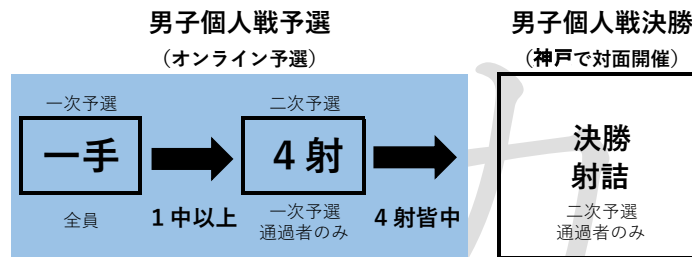 男子個人戦予選
（オンライン予選）
一次予選
一手
全員
1中以上
二次予選
４射
一次予選
通過者のみ
４射皆中
男子個人戦決勝
（神戸で対面開催）
決勝
射詰
二次予選
通過者のみ